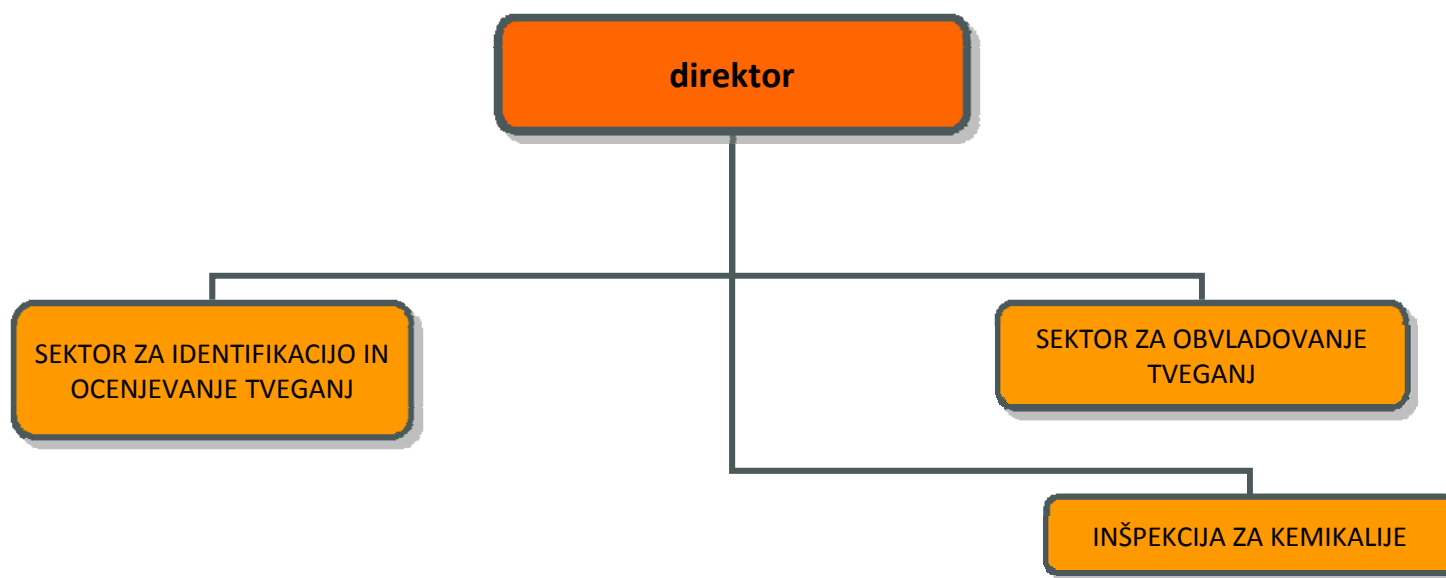 direktor
SEKTOR ZA IDENTIFIKACIJO IN
OCENJEVANJE TVEGANJ
SEKTOR ZA OBVLADOVANJE
TVEGANJ
INŠPEKCIJA ZA KEMIKALIJE